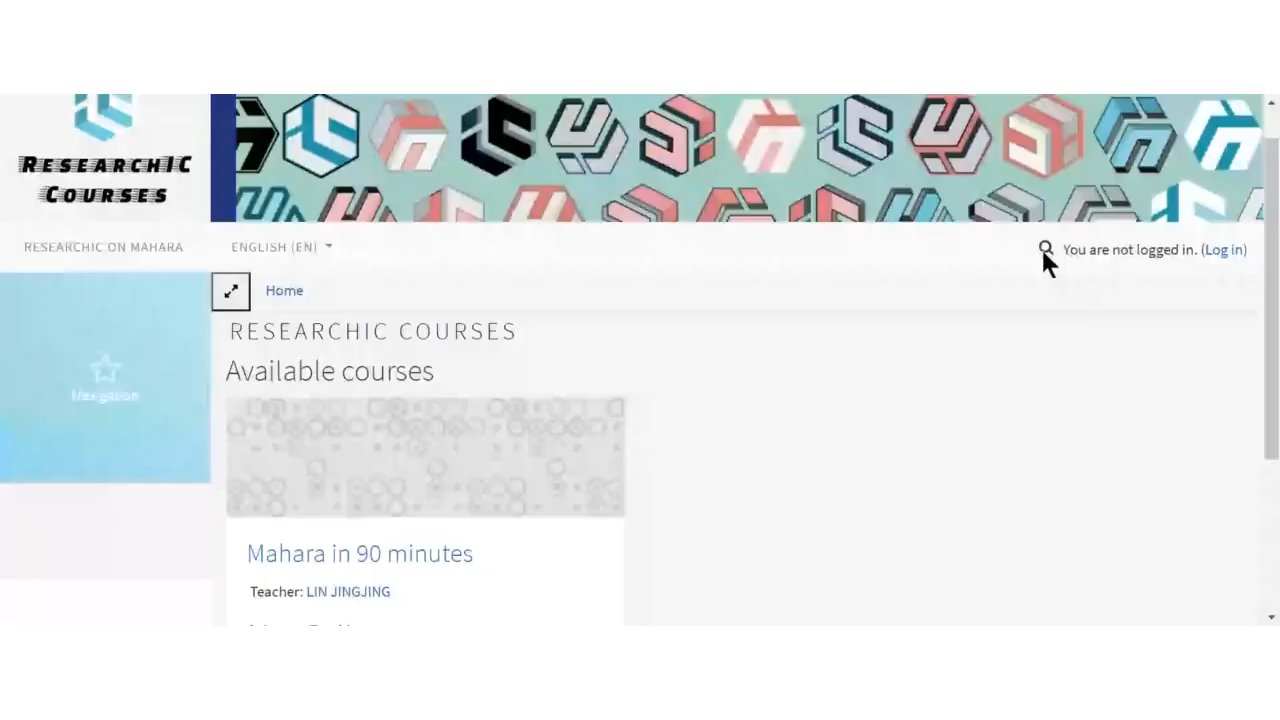 RESEARCHIC
COURSES
RESEARCHIC ON MAHARA
ENGLISH (EN)
You are not logged in. (Log in)
Home
Navigation
RESEARCHIC COURSES
Available courses
Mahara in 90 minutes
Teacher: LIN JINGJING